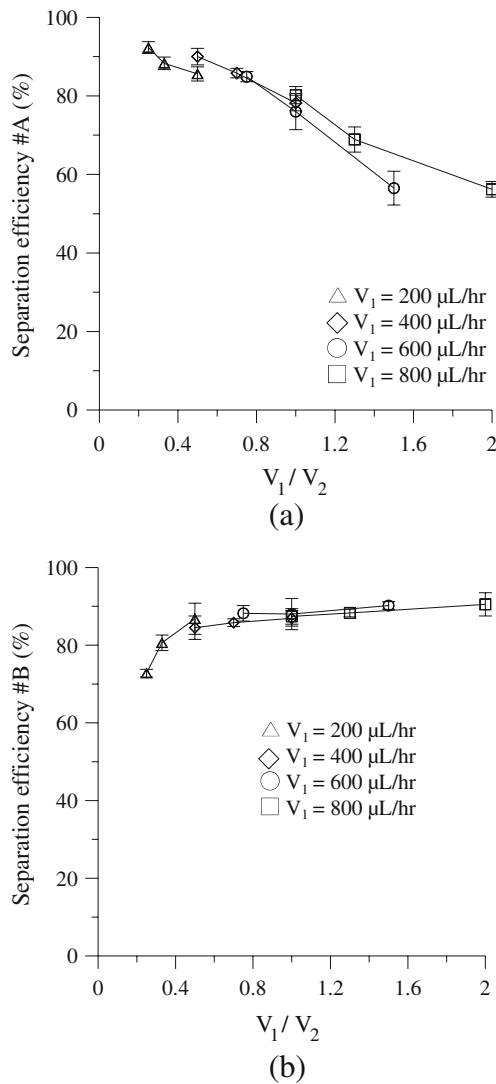 Separation efficiency #A (%)
100
80
60
40
20
0
V₁ = 200 µL/hr
V₁ = 400 µL/hr
V₁ = 600 µL/hr
V₁ = 800 µL/hr
0 0.4 0.8 1.2 1.6 2
V₁ / V₂
(a)
Separation efficiency #B (%)
100
80
60
40
20
0
V₁ = 200 µL/hr
V₁ = 400 µL/hr
V₁ = 600 µL/hr
V₁ = 800 µL/hr
0 0.4 0.8 1.2 1.6 2
V₁ / V₂
(b)